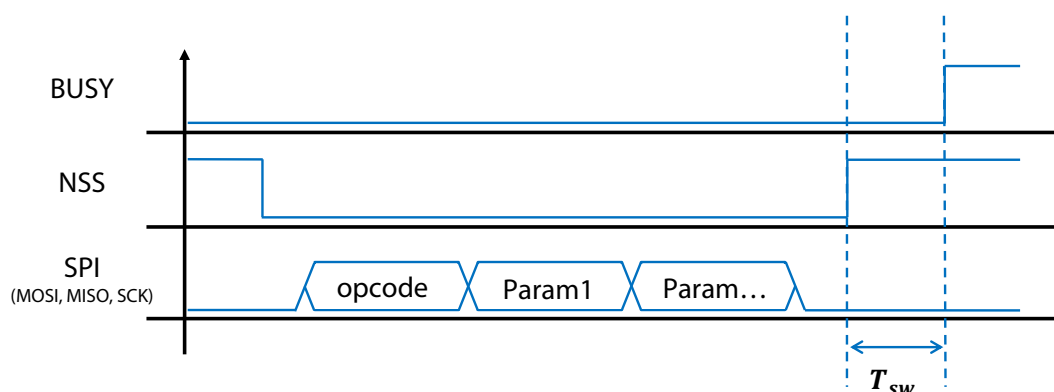 BUSY
NSS
SPI
(MOSI, MISO, SCK)
opcode
Param1
Param...
T_SW